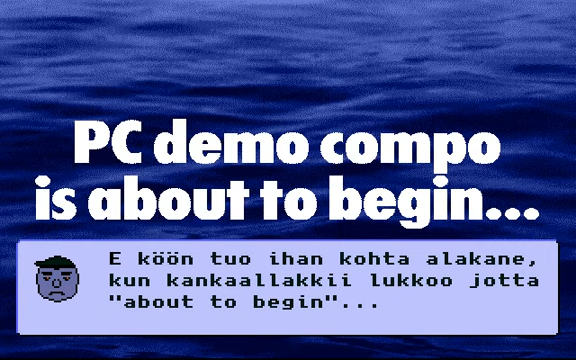 PC demo compo
is about to begin...
E köön tuo ihan kohta alakane,
kun kankaallakkii lukkoo jotta
"about to begin"...